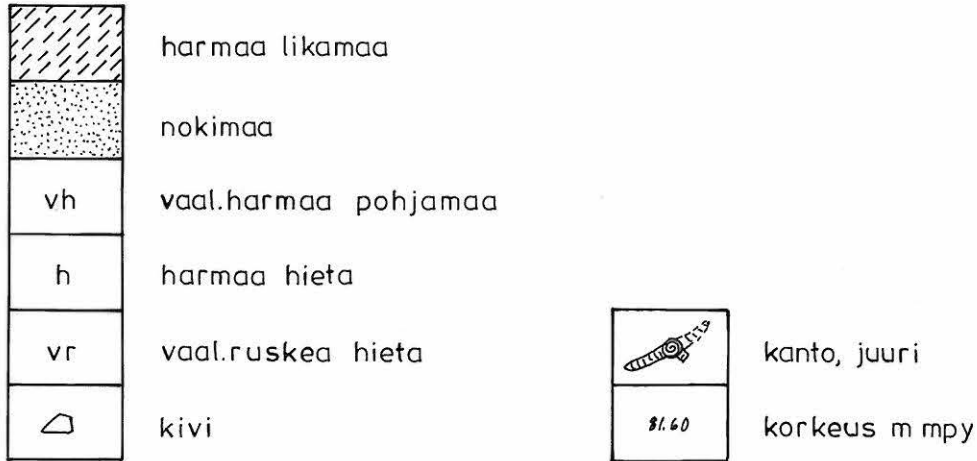 harmaa likamaa
nokimaa
vh vaal.harmaa pohjamaa
h harmaa hieta
vr vaal.ruskea hieta
kanto, juuri
kivi
81.60 korkeus m mpy